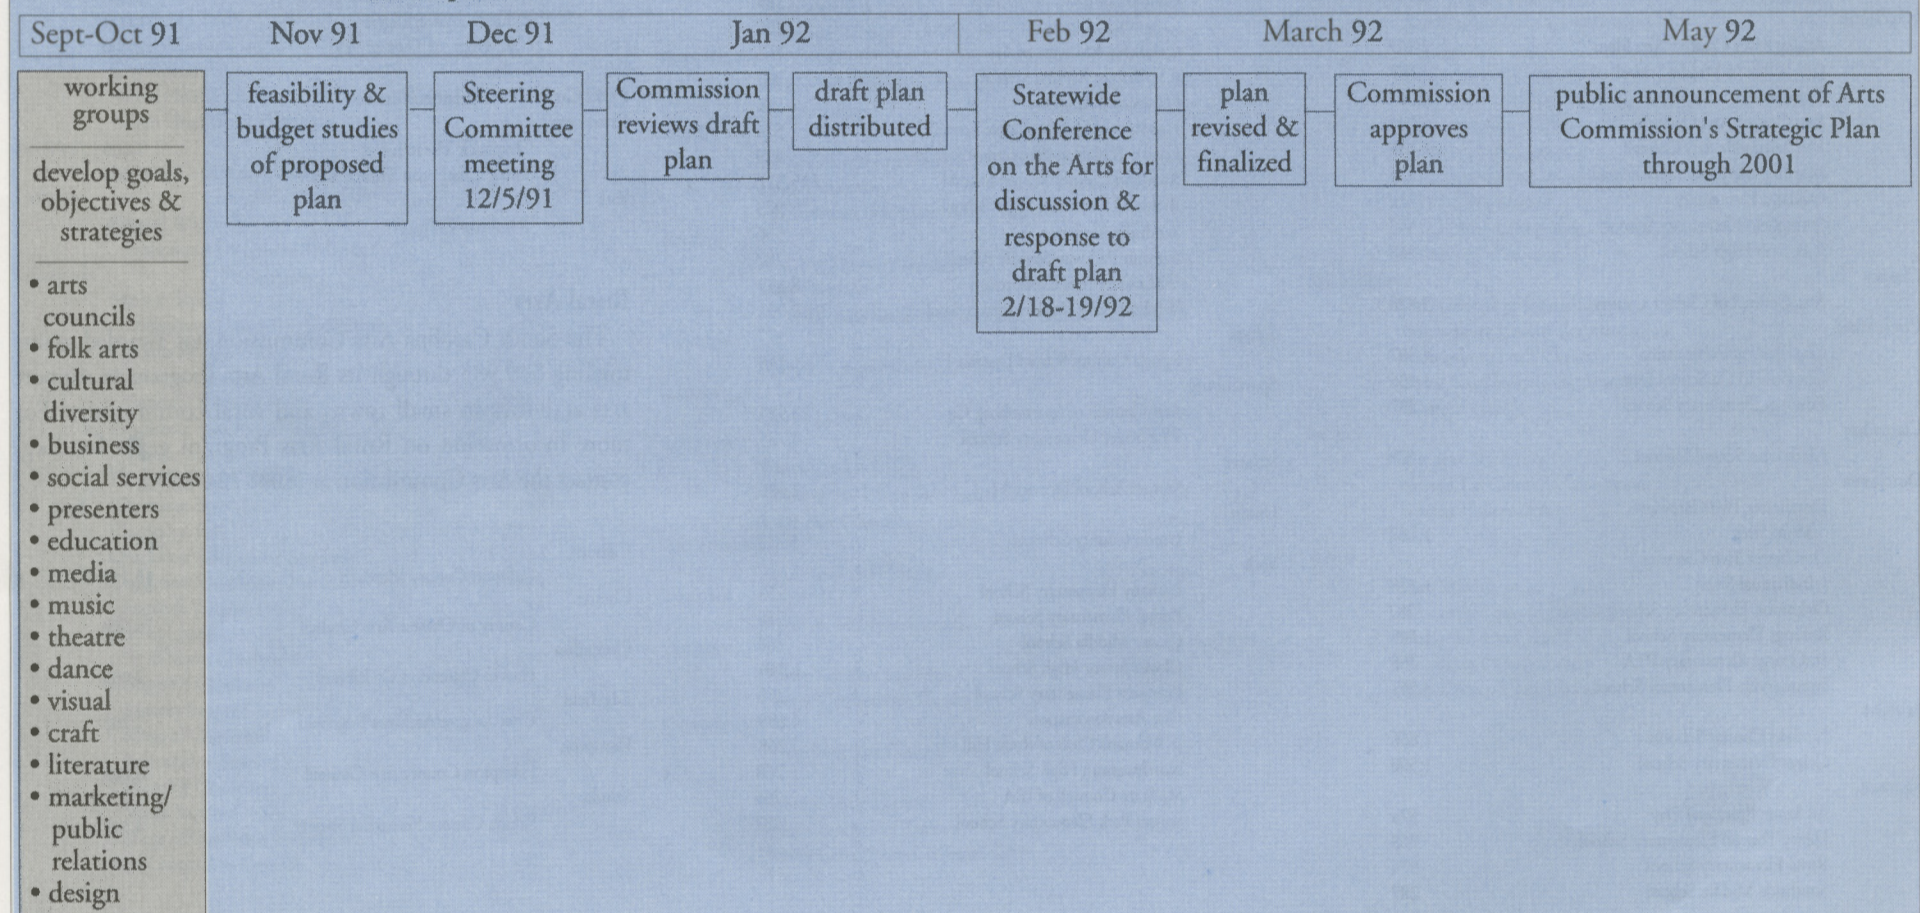 Sept-Oct 91
Nov 91
Dec 91
Jan 92
Feb 92
March 92
May 92
working
groups
develop goals,
objectives &
strategies
• arts
councils
• folk arts
• cultural
diversity
• business
• social services
• presenters
• education
• media
• music
• theatre
• dance
• visual
• craft
• literature
• marketing/
public
relations
• design
feasibility &
budget studies
of proposed
plan
Steering
Committee
meeting
12/5/91
Commission
reviews draft
plan
draft plan
distributed
Statewide
Conference
on the Arts for
discussion &
response to
draft plan
2/18-19/92
plan
revised &
finalized
Commission
approves
plan
public announcement of Arts
Commission's Strategic Plan
through 2001